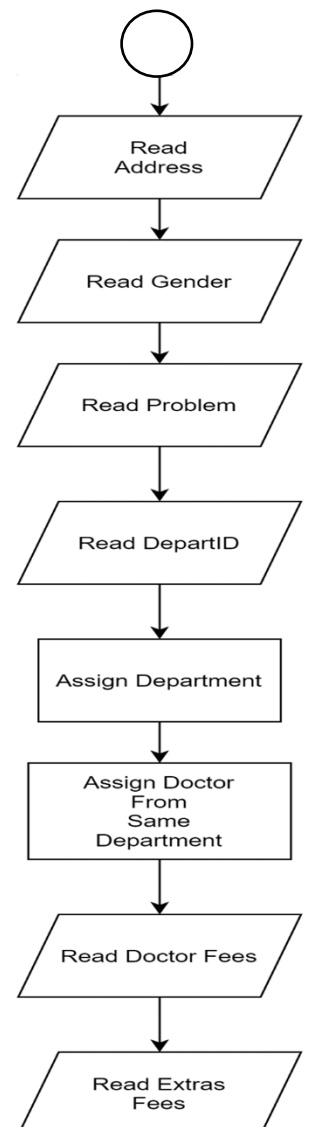 Read
Address
Read Gender
Read Problem
Read DepartID
Assign Department
Assign Doctor
From
Same
Department
Read Doctor Fees
Read Extras
Fees